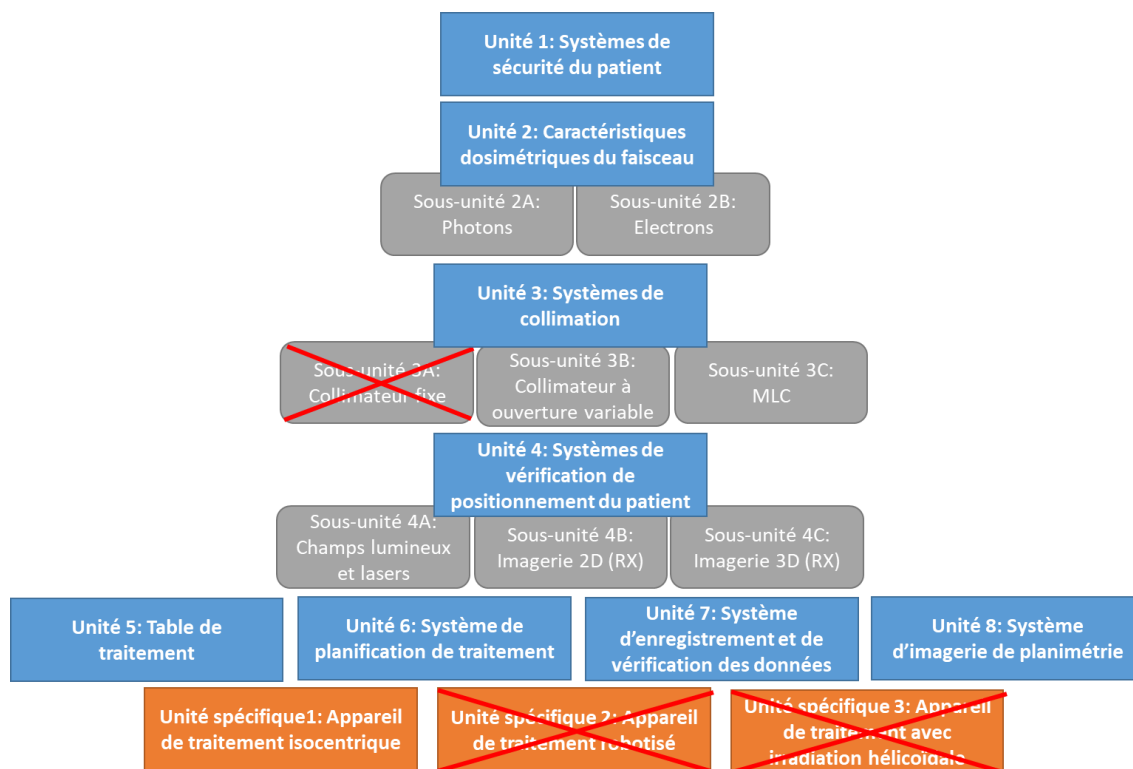 Unité 1: Systèmes de
sécurité du patient
Unité 2: Caractéristiques
dosimétriques du faisceau
Sous-unité 2A:
Photons
Sous-unité 2B:
Electrons
Unité 3: Systèmes de
collimation
Sous-unité 3A:
Collimateur fixe
Sous-unité 3B:
Collimateur à
ouverture variable
Sous-unité 3C:
MLC
Unité 4: Systèmes de
vérification de
positionnement du patient
Sous-unité 4A:
Champs lumineux
et lasers
Sous-unité 4B:
Imagerie 2D (RX)
Sous-unité 4C:
Imagerie 3D (RX)
Unité 5: Table de
traitement
Unité 6: Système de
planification de traitement
Unité 7: Système
d’enregistrement et de
vérification des données
Unité 8: Système
d’imagerie de planimétrie
Unité spécifique1: Appareil
de traitement isocentrique
Unité spécifique 2: Appareil
de traitement robotisé
Unité spécifique 3: Appareil
de traitement avec
irradiation hélicoïdale